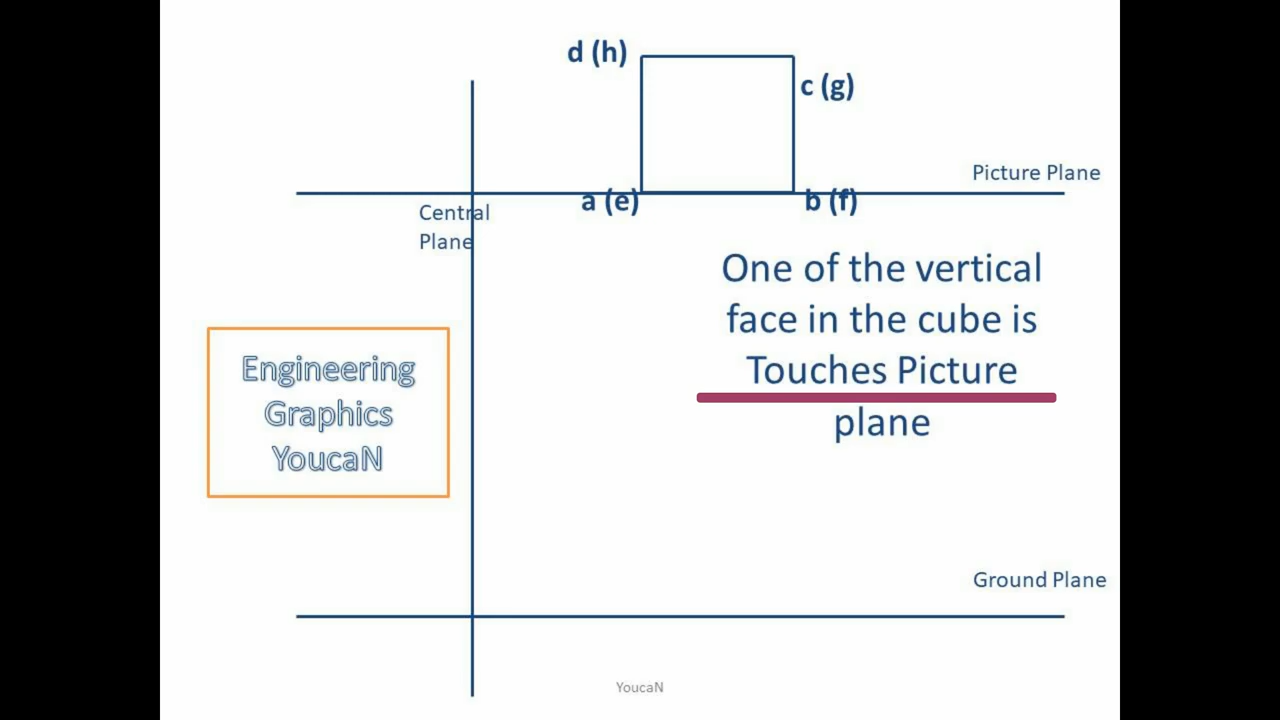 d (h)
c (g)
Picture Plane
a (e)
b (f)
Central
Plane
One of the vertical
face in the cube is
Touches Picture
plane
Engineering
Graphics
YoucaN
Ground Plane
YoucaN